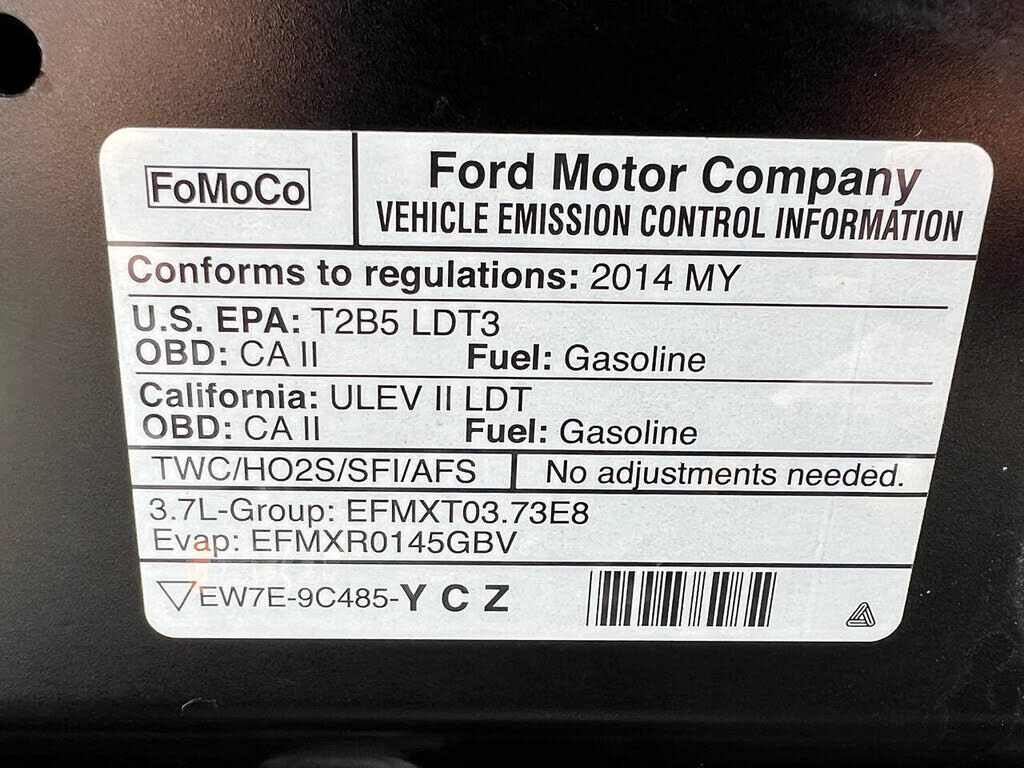 FoMoCo
Ford Motor Company
VEHICLE EMISSION CONTROL INFORMATION
Conforms to regulations: 2014 MY
U.S. EPA: T2B5 LDT3
OBD: CA II Fuel: Gasoline
California: ULEV II LDT
OBD: CA II Fuel: Gasoline
TWC/HO2S/SFI/AFS No adjustments needed.
3.7L-Group: EFMXT03.73E8
Evap: EFMXR0145GBV
EW7E-9C485-Y C Z